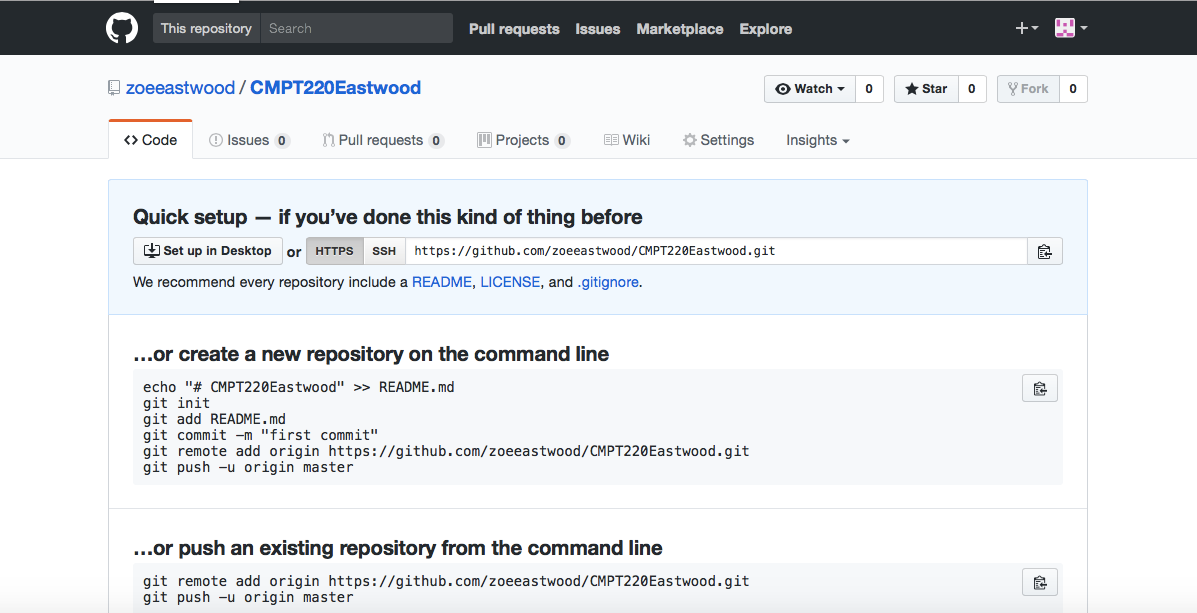 This repository Search Pull requests Issues Marketplace Explore
zoeeastwood / CMPT220Eastwood Watch 0 Star 0 Fork 0
<> Code Issues 0 Pull requests 0 Projects 0 Wiki Settings Insights
Quick setup — if you’ve done this kind of thing before
Set up in Desktop or HTTPS SSH https://github.com/zoeeastwood/CMPT220Eastwood.git
We recommend every repository include a README, LICENSE, and .gitignore.
…or create a new repository on the command line
echo "# CMPT220Eastwood" >> README.md
git init
git add README.md
git commit -m "first commit"
git remote add origin https://github.com/zoeeastwood/CMPT220Eastwood.git
git push -u origin master
…or push an existing repository from the command line
git remote add origin https://github.com/zoeeastwood/CMPT220Eastwood.git
git push -u origin master